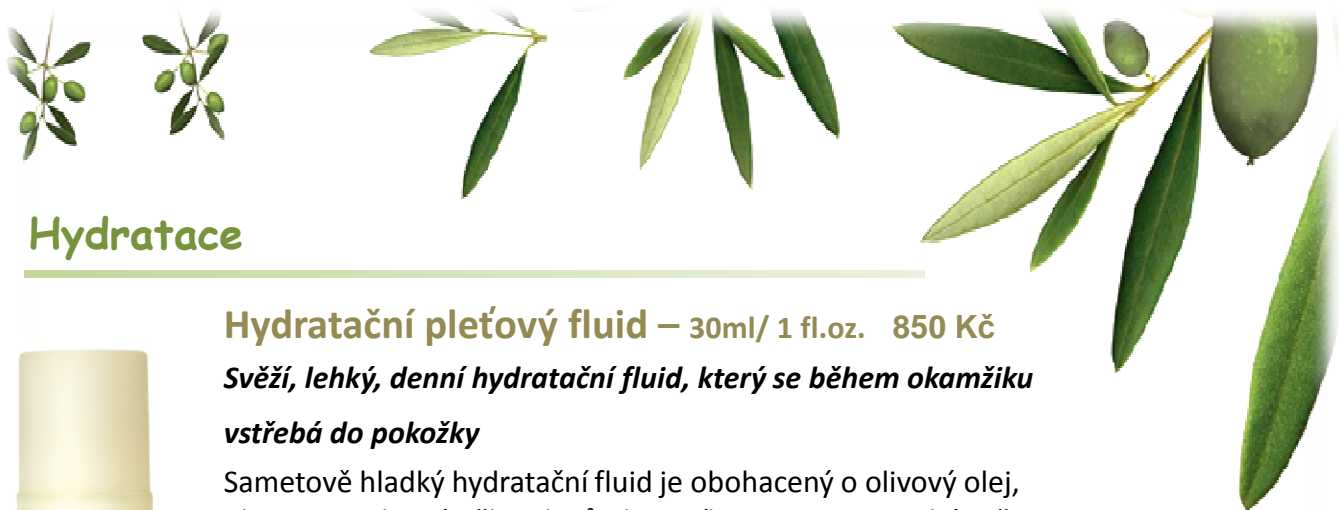 Hydratace
Hydratační pleťový fluid – 30ml/ 1 fl.oz. 850 Kč
Svěží, lehký, denní hydratační fluid, který se během okamžiku
vstřebá do pokožky
Sametově hladký hydratační fluid je obohacený o olivový olej,